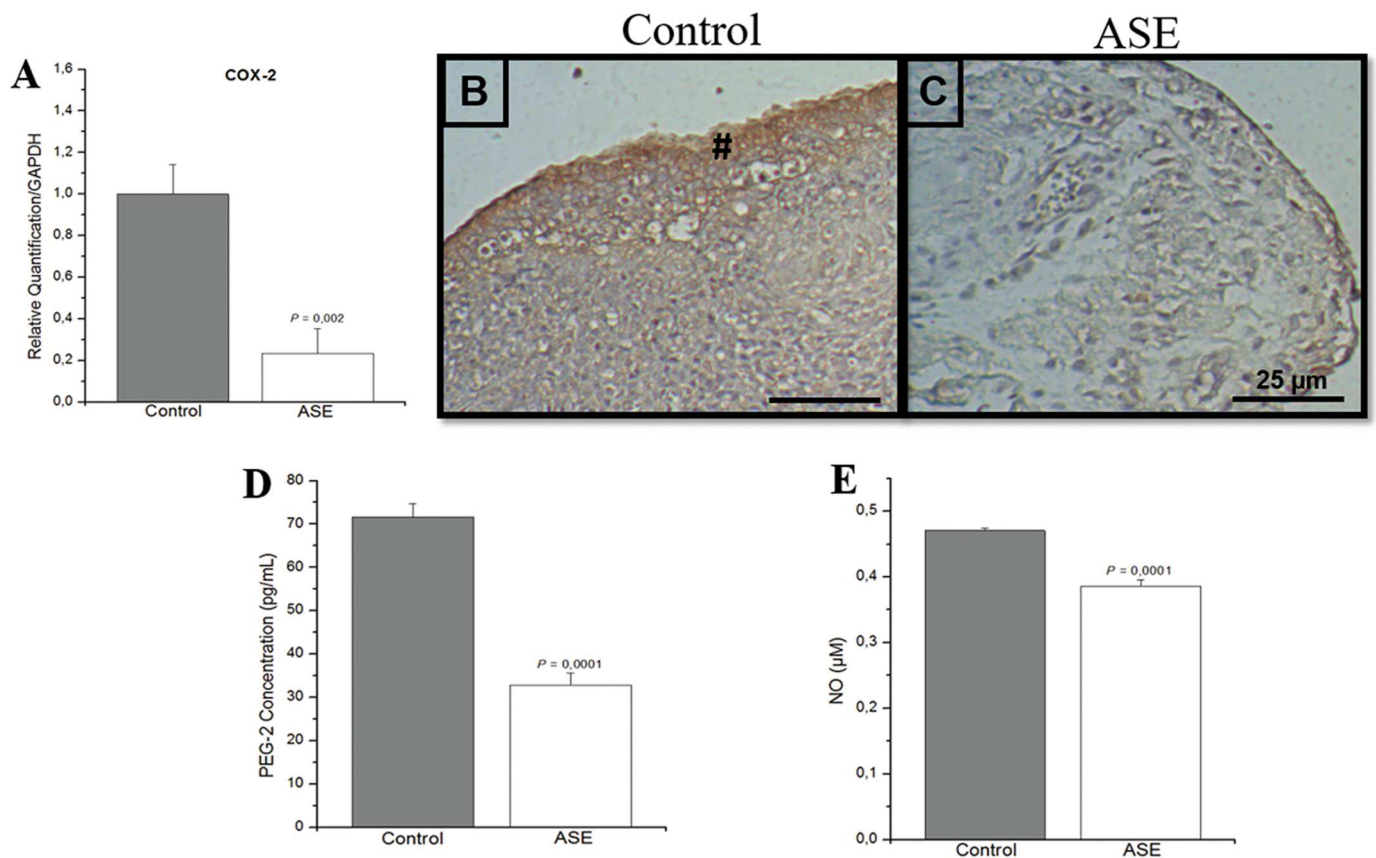 Control
ASE
A
COX-2
1,6
1,4
1,2
1,0
0,8
0,6
0,4
0,2
0,0
Relative Quantification/GAPDH
P = 0,002
Control
ASE
B
#
C
25 µm
D
80
70
60
50
40
30
20
10
0
PEG-2 Concentration (pg/mL)
P = 0,0001
Control
ASE
E
0,5
0,4
0,3
0,2
0,1
0,0
NO (µM)
P = 0,0001
Control
ASE